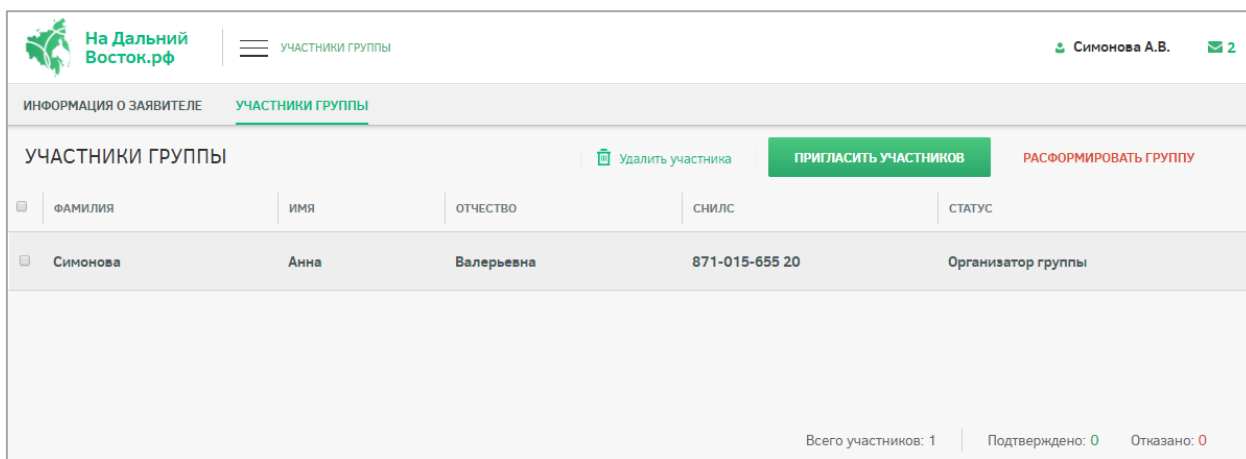 На Дальний
Восток.рф
УЧАСТНИКИ ГРУППЫ
Симонова А.В.
2
ИНФОРМАЦИЯ О ЗАЯВИТЕЛЕ УЧАСТНИКИ ГРУППЫ
УЧАСТНИКИ ГРУППЫ
Удалить участника
ПРИГЛАСИТЬ УЧАСТНИКОВ
РАСФОРМИРОВАТЬ ГРУППУ
ФАМИЛИЯ ИМЯ ОТЧЕСТВО СНИЛС СТАТУС
Симонова Анна Валерьевна 871-015-655 20 Организатор группы
Всего участников: 1 Подтверждено: 0 Отказано: 0